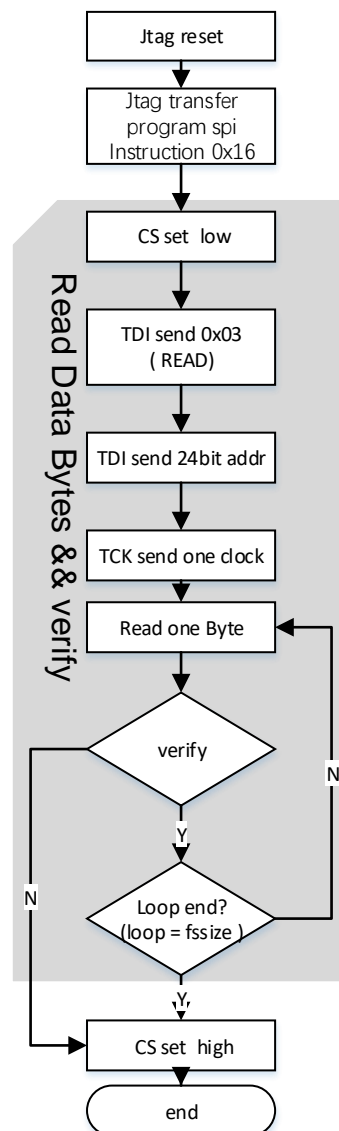 Jtag reset
Jtag transfer
program spi
Instruction 0x16
Read Data Bytes && verify
CS set low
TDI send 0x03
( READ)
TDI send 24bit addr
TCK send one clock
Read one Byte
verify
N
Y
N
Loop end?
(loop = fssize )
Y
CS set high
end